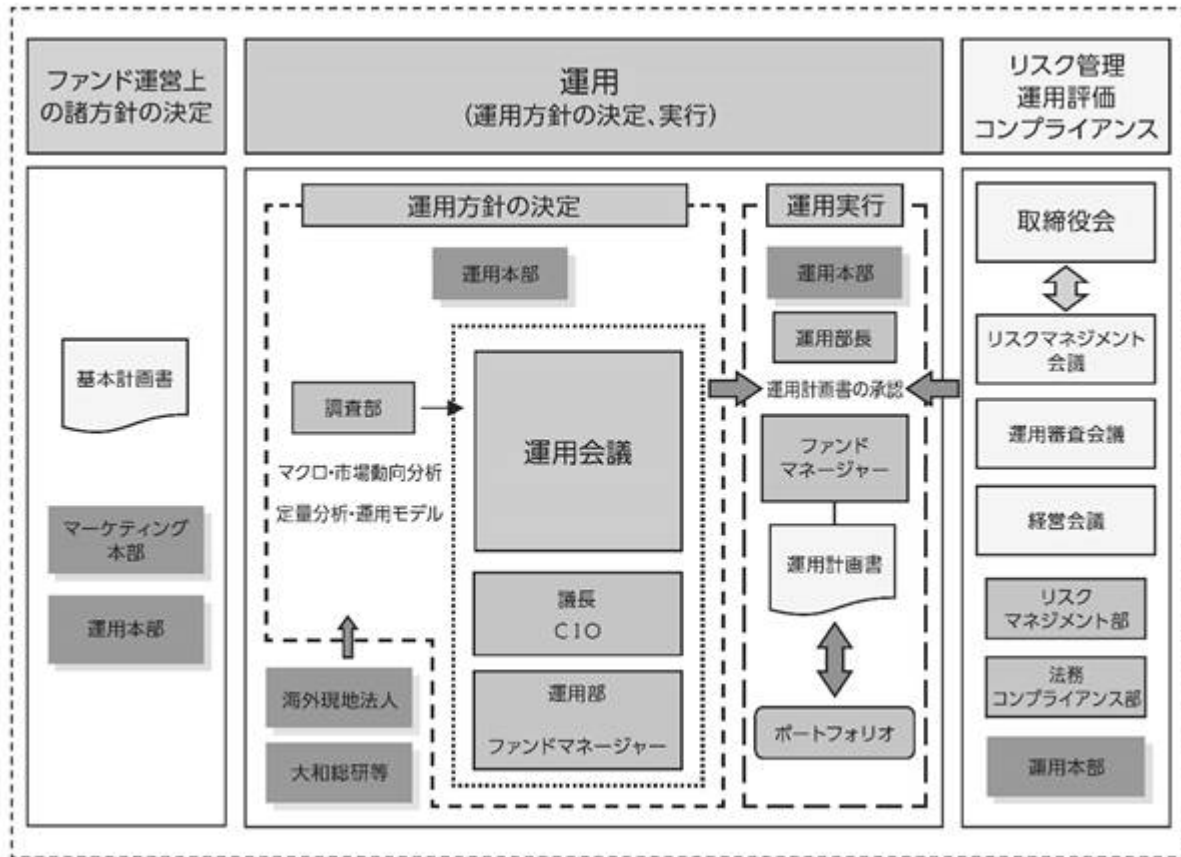 ファンド運営上
の諸方針の決定
運用
(運用方針の決定、実行)
リスク管理
運用評価
コンプライアンス
基本計画書
マーケティング
本部
運用本部
運用方針の決定
運用本部
調査部
マクロ・市場動向分析
定量分析・運用モデル
運用会議
議長
CIO
運用部
ファンドマネージャー
海外現地法人
大和総研等
運用実行
運用本部
運用部長
運用計画書の承認
ファンド
マネージャー
運用計画書
ポートフォリオ
取締役会
リスクマネジメント
会議
運用審査会議
経営会議
リスク
マネジメント部
法務
コンプライアンス部
運用本部